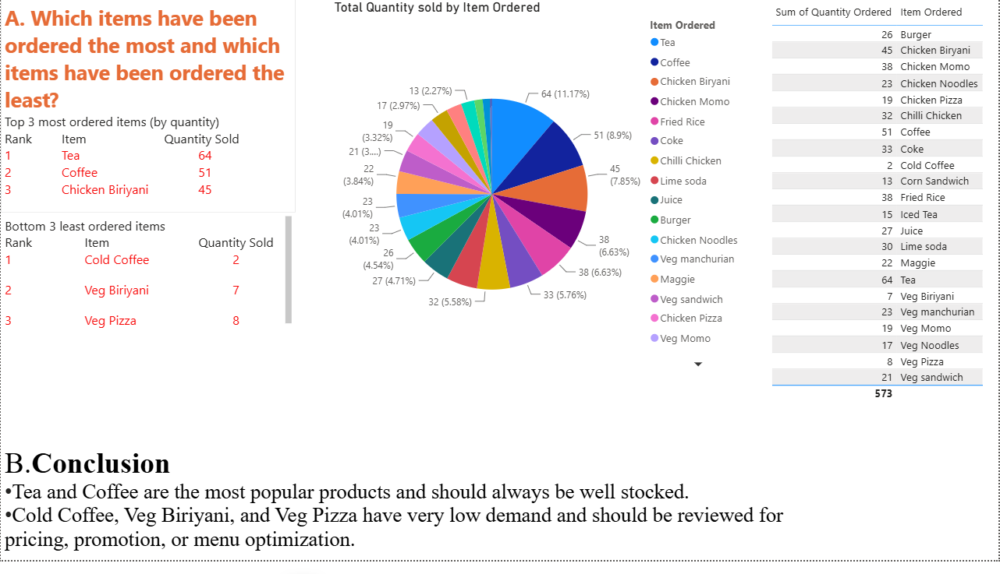 A. Which items have been
ordered the most and which
items have been ordered the
least?
Top 3 most ordered items (by quantity)
Rank Item Quantity Sold
1 Tea 64
2 Coffee 51
3 Chicken Biriyani 45
Bottom 3 least ordered items
Rank Item Quantity Sold
1 Cold Coffee 2
2 Veg Biriyani 7
3 Veg Pizza 8
Total Quantity sold by Item Ordered
64 (11.17%)
51 (8.9%)
45
(7.85%)
38
(6.63%)
38 (6.63%)
33 (5.76%)
32 (5.58%)
27 (4.71%)
26
(4.54%)
23
(4.01%)
23
(4.01%)
22
(3.84%)
21 (3....)
19
(3.32%)
17 (2.97%)
13 (2.27%)
Item Ordered
Tea
Coffee
Chicken Biryani
Chicken Momo
Fried Rice
Coke
Chilli Chicken
Lime soda
Juice
Burger
Chicken Noodles
Veg manchurian
Maggie
Veg sandwich
Chicken Pizza
Veg Momo
Sum of Quantity Ordered Item Ordered
26 Burger
45 Chicken Biryani
38 Chicken Momo
23 Chicken Noodles
19 Chicken Pizza
32 Chilli Chicken
51 Coffee
33 Coke
2 Cold Coffee
13 Corn Sandwich
38 Fried Rice
15 Iced Tea
27 Juice
30 Lime soda
22 Maggie
64 Tea
7 Veg Biriyani
23 Veg manchurian
19 Veg Momo
17 Veg Noodles
8 Veg Pizza
21 Veg sandwich
573
B.Conclusion
•Tea and Coffee are the most popular products and should always be well stocked.
•Cold Coffee, Veg Biriyani, and Veg Pizza have very low demand and should be reviewed for
pricing, promotion, or menu optimization.